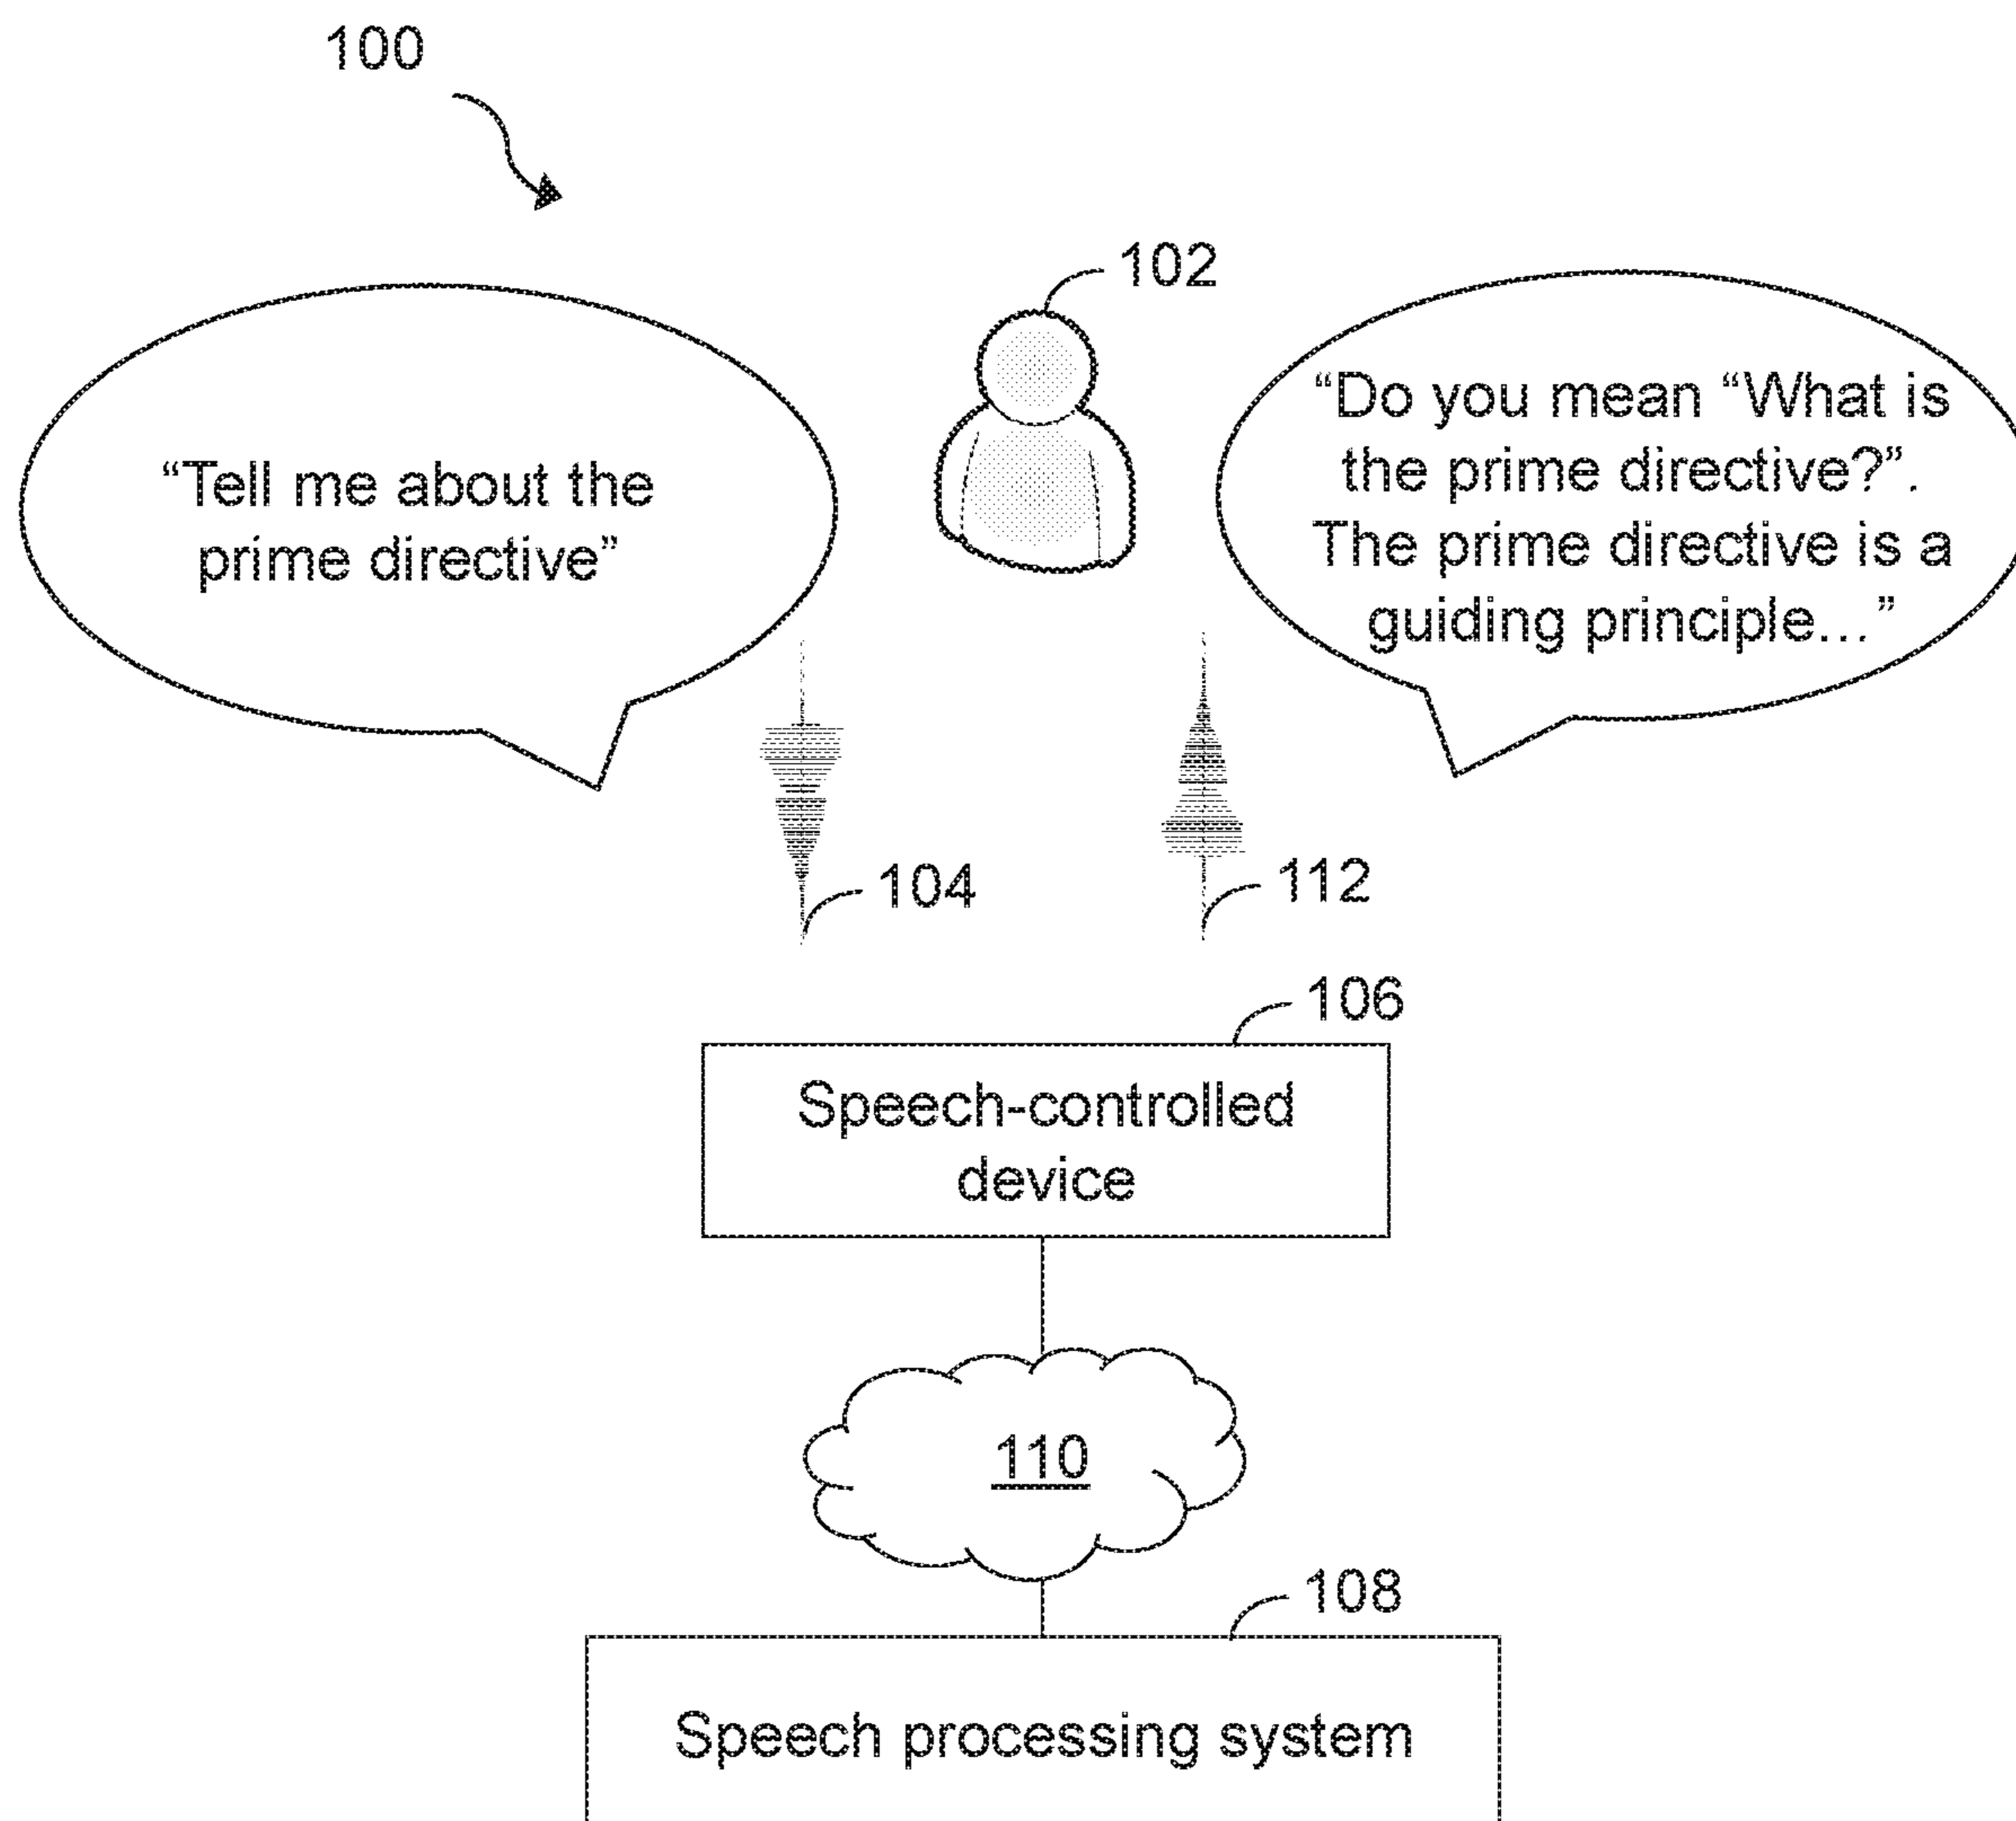 100
102
“Tell me about the
prime directive”
“Do you mean “What is
the prime directive?”.
The prime directive is a
guiding principle…”
104
112
106
Speech-controlled
device
110
108
Speech processing system